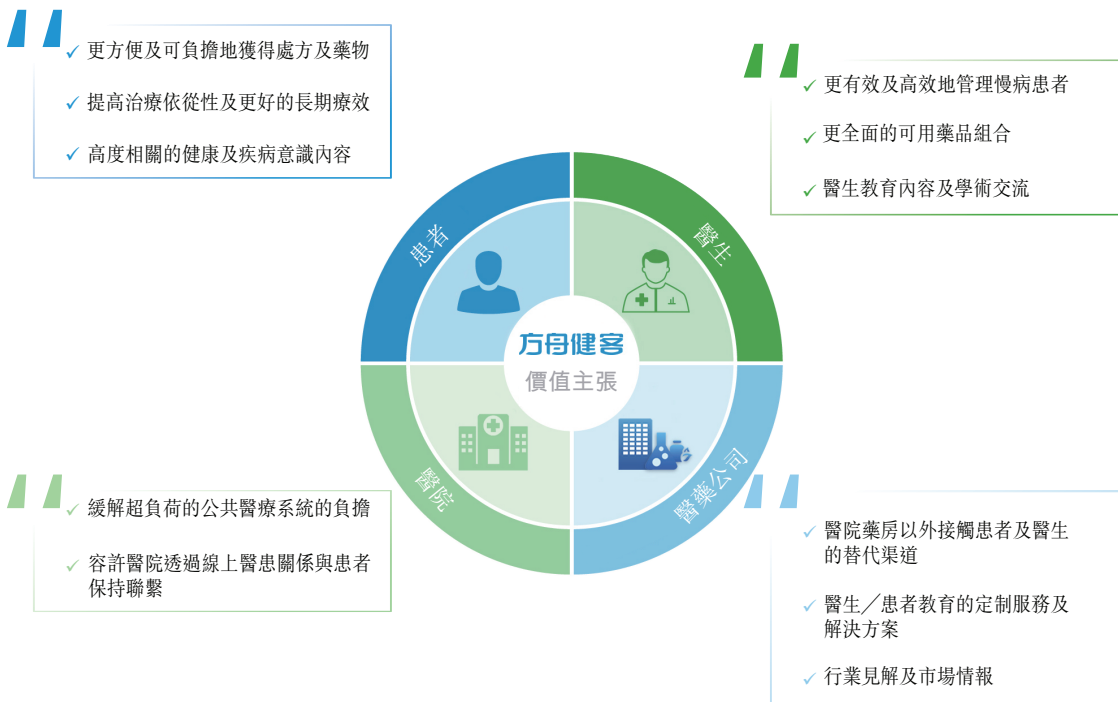 更方便及可負擔地獲得處方及藥物
提高治療依從性及更好的長期療效
高度相關的健康及疾病意識內容
更有效及高效地管理慢病患者
更全面的可用藥品組合
醫生教育內容及學術交流
患者
醫生
方舟健客
價值主張
醫院
醫藥公司
緩解超負荷的公共醫療系統的負擔
容許醫院透過線上醫患關係與患者
保持聯繫
醫院藥房以外接觸患者及醫生
的替代渠道
醫生／患者教育的定制服務及
解決方案
行業見解及市場情報